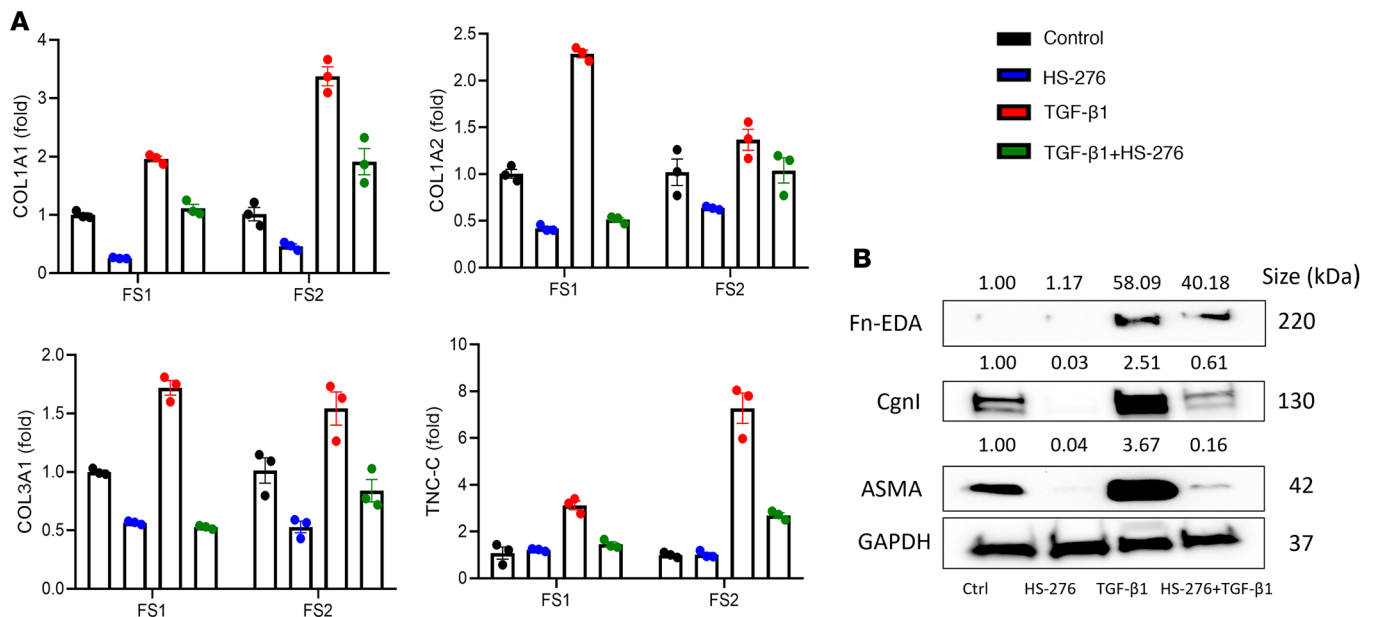 A
COL1A1 (fold)
4
3
2
1
0
FS1 FS2
COL1A2 (fold)
2.5
2.0
1.5
1.0
0.5
0.0
FS1 FS2
Control
HS-276
TGF-β1
TGF-β1+HS-276
COL3A1 (fold)
2.0
1.5
1.0
0.5
0.0
FS1 FS2
TNC-C (fold)
10
8
6
4
2
0
FS1 FS2
B
1.00 1.17 58.09 40.18 Size (kDa)
Fn-EDA 220
1.00 0.03 2.51 0.61
CgnI 130
1.00 0.04 3.67 0.16
ASMA 42
GAPDH 37
Ctrl HS-276 TGF-β1 HS-276+TGF-β1